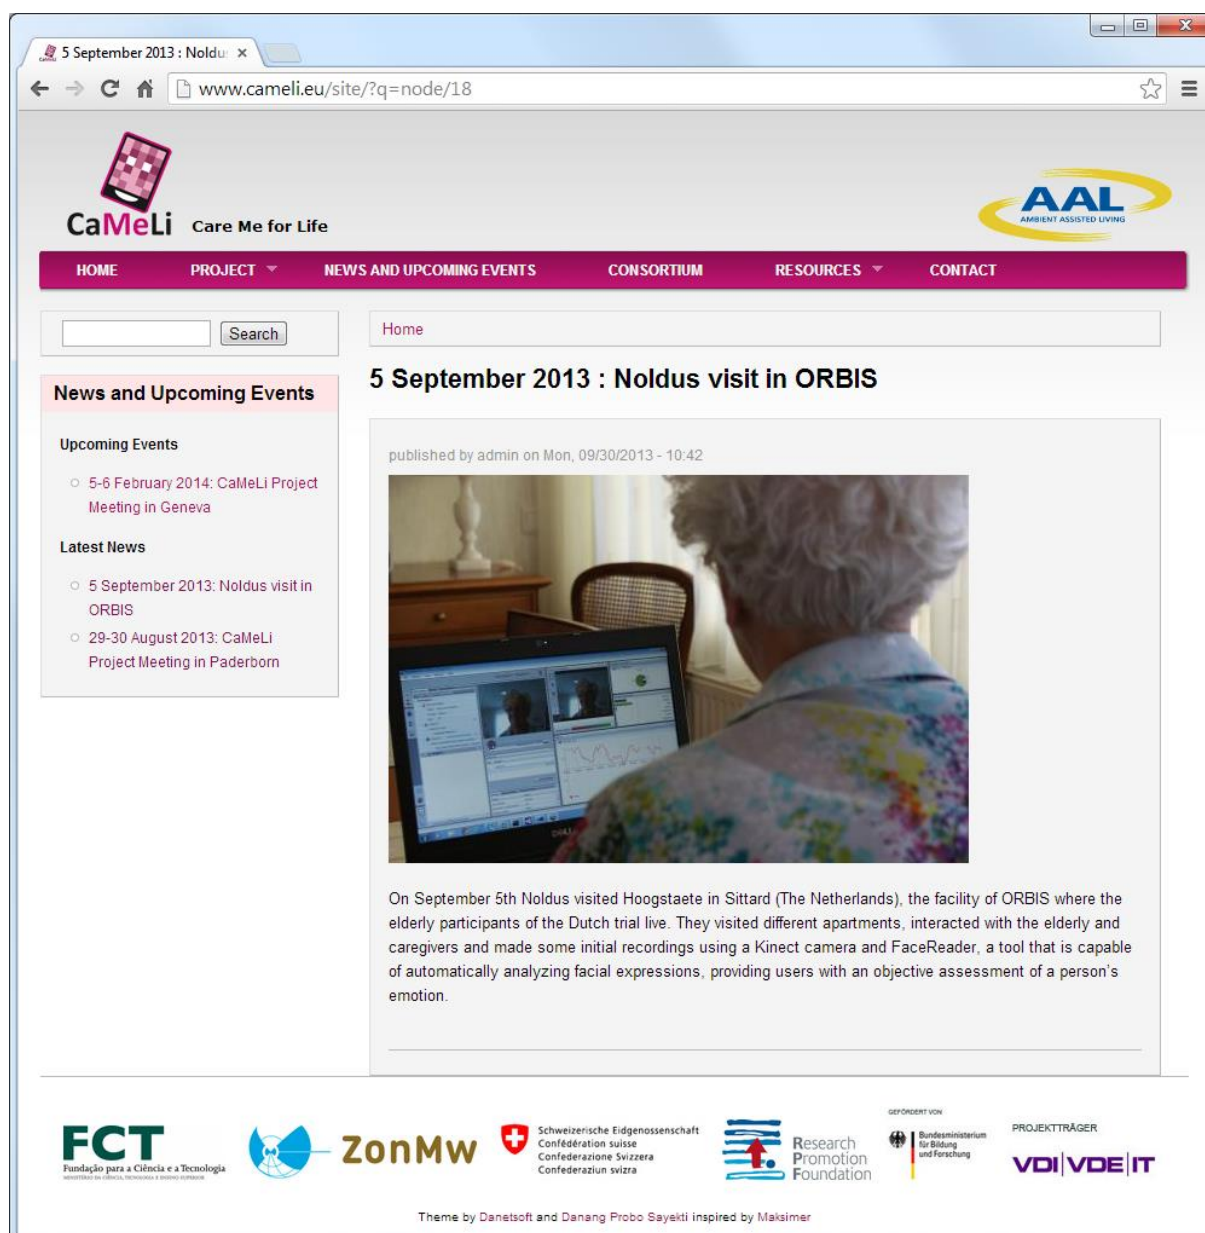 5 September 2013 : Noldu
www.cameli.eu/site/?q=node/18
CaMeLi Care Me for Life
AAL
AMBIENT ASSISTED LIVING
HOME PROJECT NEWS AND UPCOMING EVENTS CONSORTIUM RESOURCES CONTACT
Search
Home
News and Upcoming Events
Upcoming Events
5-6 February 2014: CaMeLi Project
Meeting in Geneva
Latest News
5 September 2013: Noldus visit in
ORBIS
29-30 August 2013: CaMeLi
Project Meeting in Paderborn
5 September 2013 : Noldus visit in ORBIS
published by admin on Mon, 09/30/2013 - 10:42
DELL
On September 5th Noldus visited Hoogstaete in Sittard (The Netherlands), the facility of ORBIS where the
elderly participants of the Dutch trial live. They visited different apartments, interacted with the elderly and
caregivers and made some initial recordings using a Kinect camera and FaceReader, a tool that is capable
of automatically analyzing facial expressions, providing users with an objective assessment of a person's
emotion.
FCT
Fundação para a Ciência e a Tecnologia
MINISTÉRIO DA CIÊNCIA, TECNOLOGIA E ENSINO SUPERIOR
ZonMw
Schweizerische Eidgenossenschaft
Confédération suisse
Confederazione Svizzera
Confederaziun svizra
Research
Promotion
Foundation
GEFÖRDERT VON
Bundesministerium
für Bildung
und Forschung
PROJEKTTRÄGER
VDI|VDE|IT
Theme by Danetsoft and Danang Probo Sayekti inspired by Maksimer